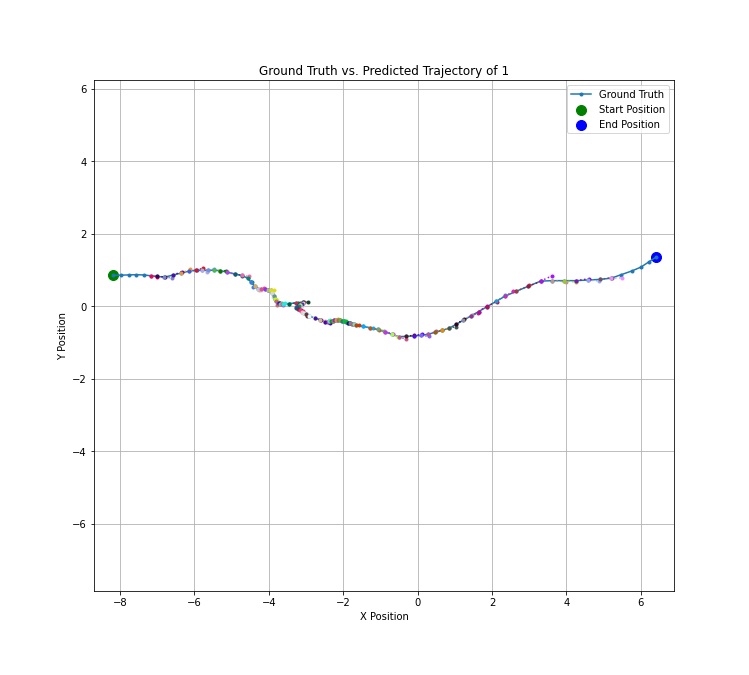 Ground Truth vs. Predicted Trajectory of 1
Ground Truth
Start Position
End Position
6
4
2
0
−2
−4
−6
Y Position
−8 −6 −4 −2 0 2 4 6
X Position